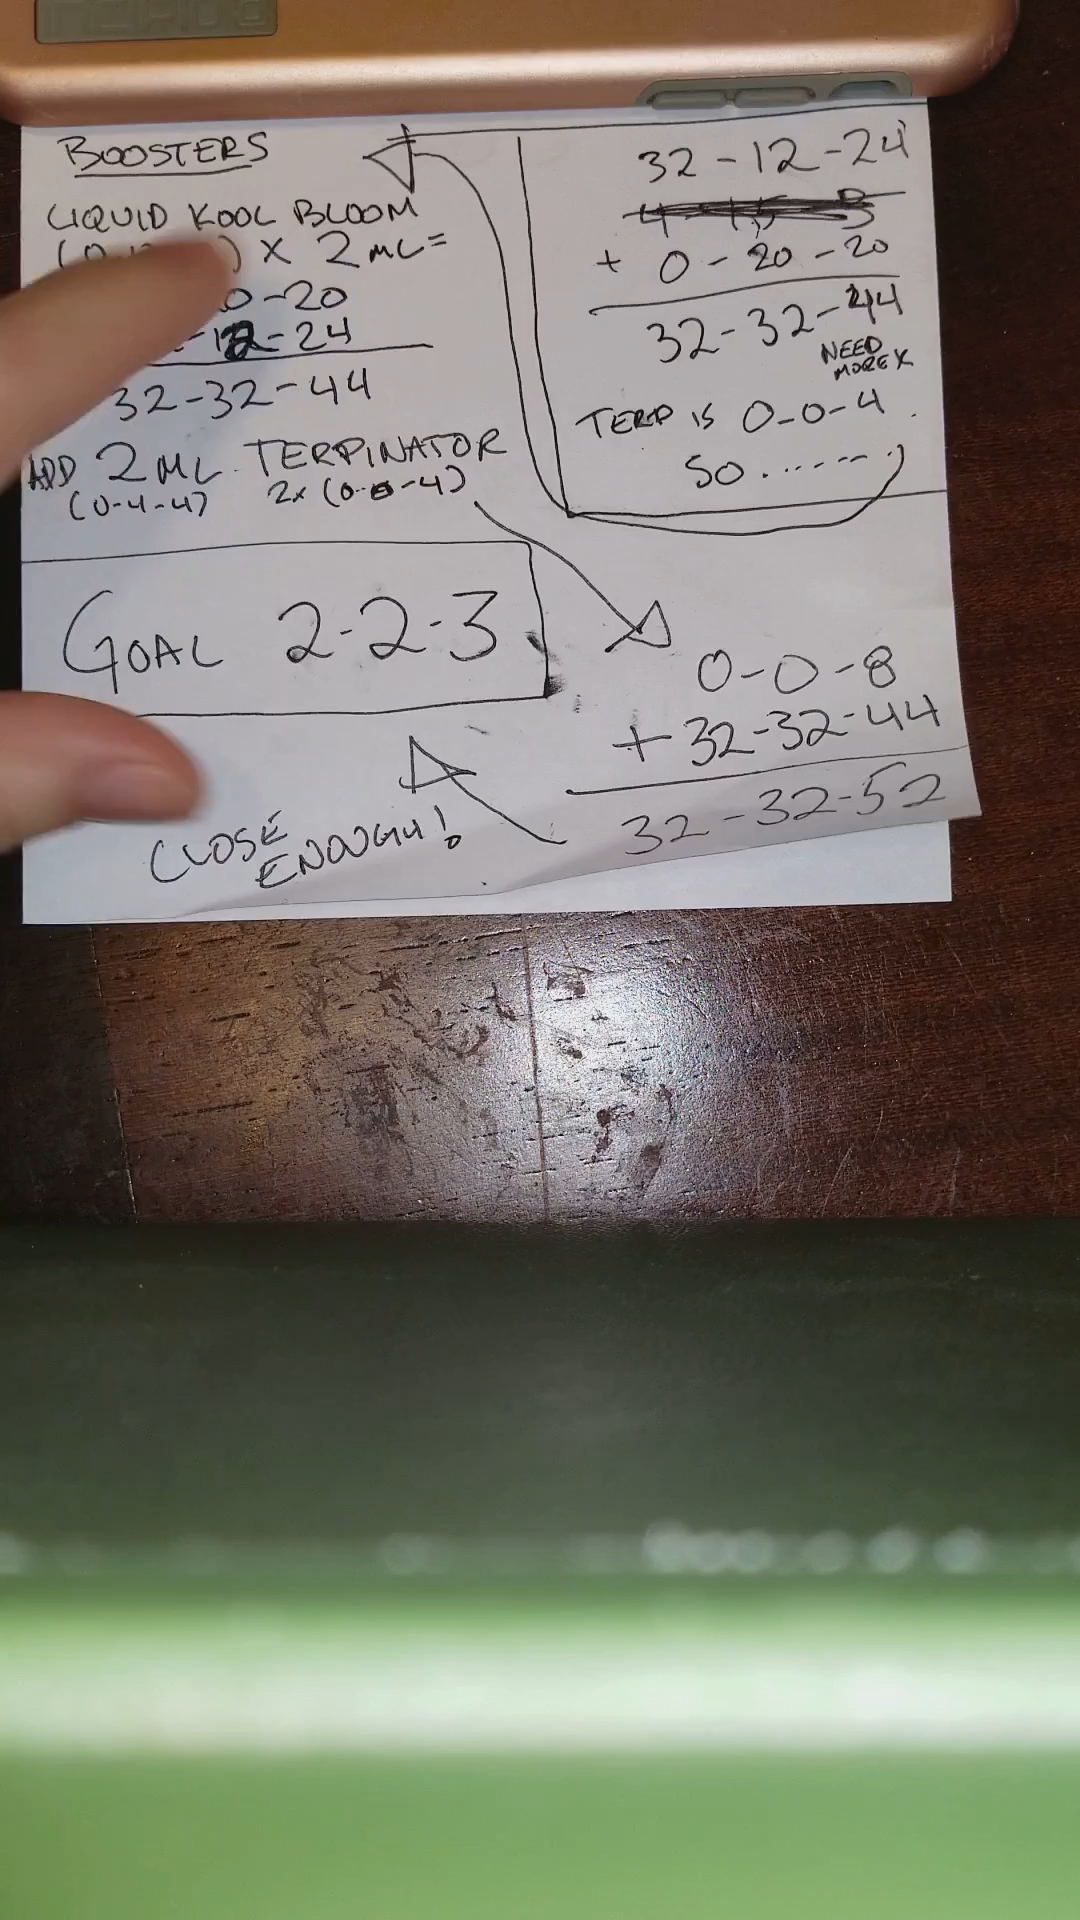 BOOSTERS
LIQUID KOOL BLOOM
) X 2 ML =
0-20
-12-24
32-32-44
ADD 2 ML TERPINATOR
(0-4-4) 2x (0-0-4)
GOAL 2-2-3
CLOSE
ENOUGH!
32-12-24
+ 0-20-20
32-32-44
NEED
MORE K
TERP IS 0-0-4.
SO ........
0-0-8
+ 32-32-44
32-32-52